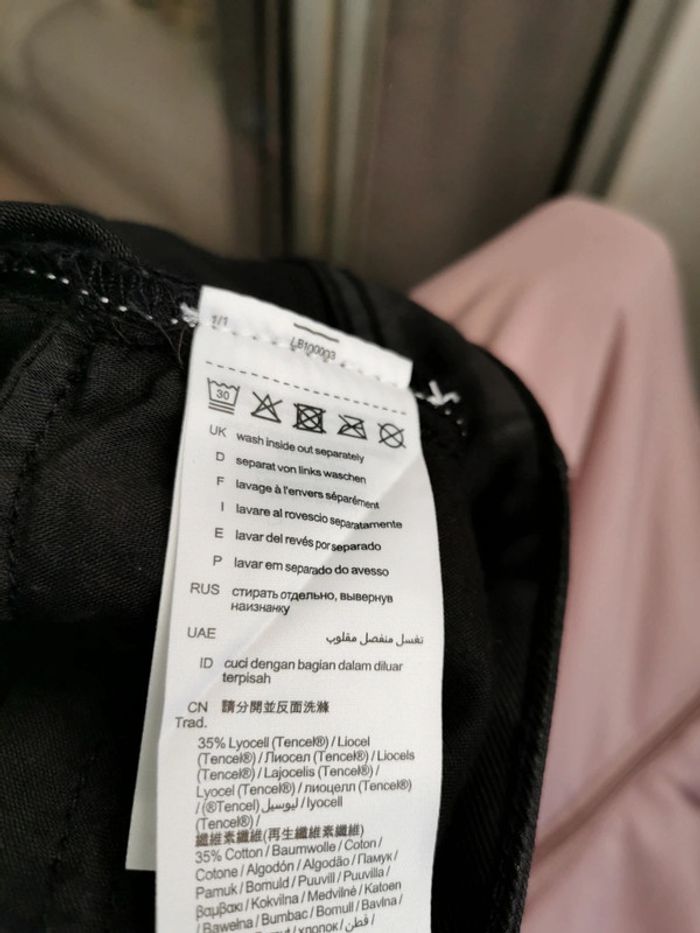 1/1
LB100003
30
UK wash inside out separately
D separat von links waschen
F lavage à l'envers séparément
I lavare al rovescio separatamente
E lavar del revés por separado
P lavar em separado do avesso
RUS стирать отдельно, вывернув
наизнанку
UAE تغسل منفصل مقلوب
ID cuci dengan bagian dalam diluar
terpisah
CN 請分開並反面洗滌
Trad.
35% Lyocell (Tencel®) / Liocel
(Tencel®) / Лиосел (Tencel®) / Liocels
(Tencel®) / Lajocelis (Tencel®) /
Lyocel (Tencel®) / лиоцелл (Tencel®)
/ (®Tencel) ليوسيل / lyocell
(Tencel®) /
纖維素纖維(再生纖維素纖維)
35% Cotton / Baumwolle / Coton /
Cotone / Algodón / Algodão / Памук /
Pamuk / Bomuld / Puuvill / Puuvilla /
βαμβακι / Kokvilna / Medvilnė / Katoen
/ Bawełna / Bumbac / Bomull / Bavlna /
/ хлопок / قطن /